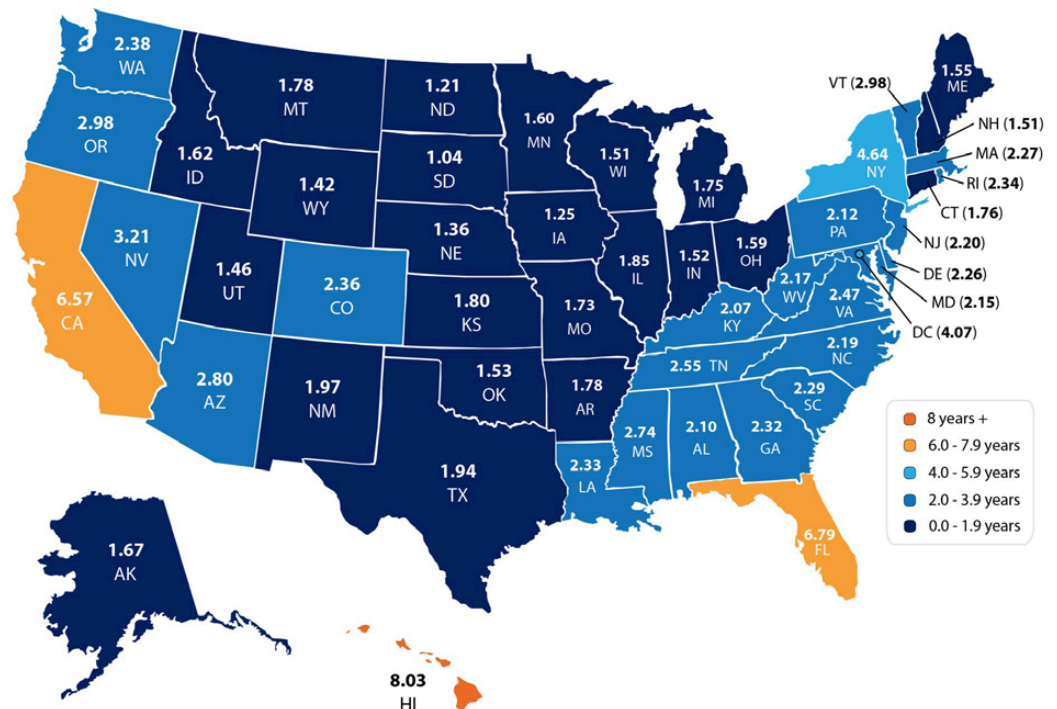 2.38
WA
2.98
OR
6.57
CA
3.21
NV
1.62
ID
1.78
MT
1.42
WY
1.46
UT
2.36
CO
2.80
AZ
1.97
NM
1.21
ND
1.04
SD
1.36
NE
1.80
KS
1.53
OK
1.94
TX
1.60
MN
1.25
IA
1.73
MO
1.78
AR
2.33
LA
1.51
WI
1.85
IL
1.75
MI
1.52
IN
1.59
OH
2.07
KY
2.55 TN
2.74
MS
2.10
AL
2.32
GA
6.79
FL
2.29
SC
2.19
NC
2.47
VA
2.17
WV
2.12
PA
4.64
NY
1.55
ME
VT (2.98)
NH (1.51)
MA (2.27)
RI (2.34)
CT (1.76)
NJ (2.20)
DE (2.26)
MD (2.15)
DC (4.07)
8 years +
6.0 - 7.9 years
4.0 - 5.9 years
2.0 - 3.9 years
0.0 - 1.9 years
1.67
AK
8.03
HI